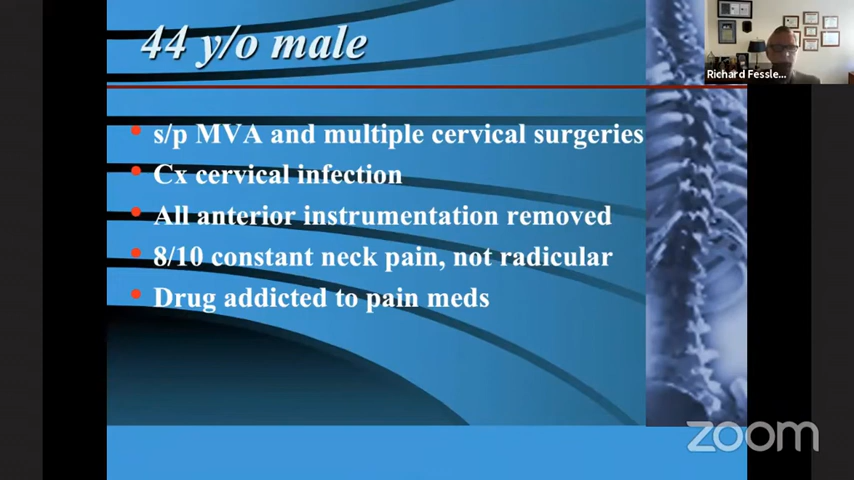 44 y/o male
Richard Fessle...
s/p MVA and multiple cervical surgeries
Cx cervical infection
All anterior instrumentation removed
8/10 constant neck pain, not radicular
Drug addicted to pain meds
zoom